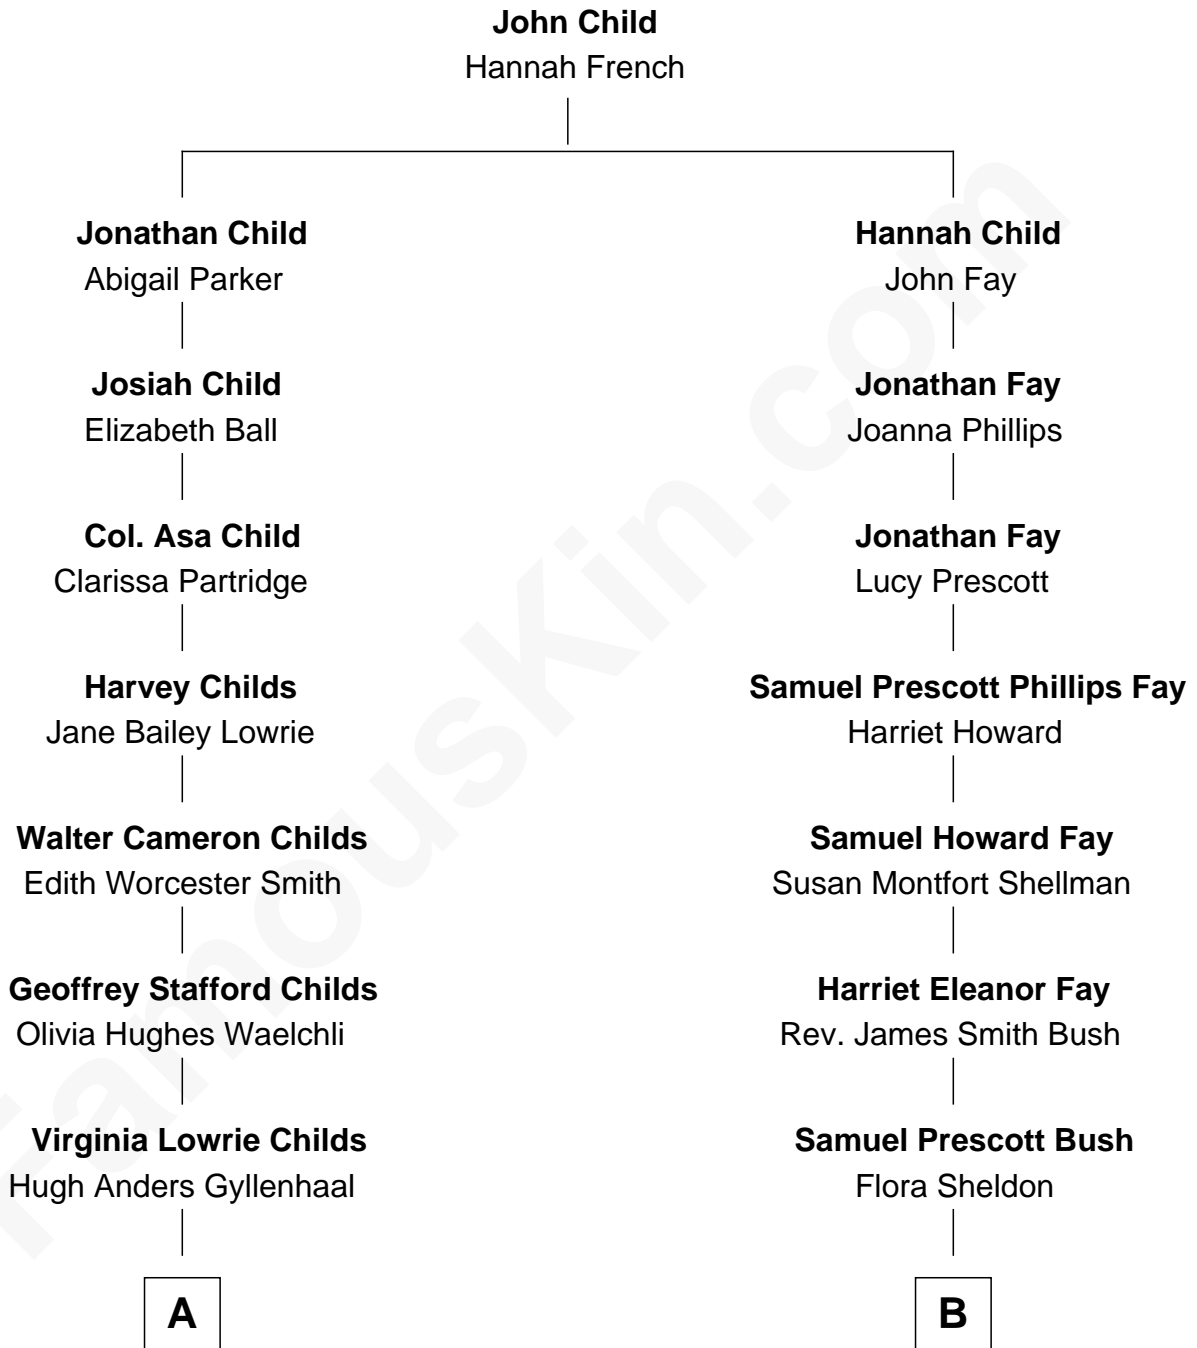 John Child
Hannah French
Jonathan Child
Abigail Parker
Hannah Child
John Fay
Josiah Child
Elizabeth Ball
Jonathan Fay
Joanna Phillips
Col. Asa Child
Clarissa Partridge
Jonathan Fay
Lucy Prescott
Harvey Childs
Jane Bailey Lowrie
Samuel Prescott Phillips Fay
Harriet Howard
Walter Cameron Childs
Edith Worcester Smith
Samuel Howard Fay
Susan Montfort Shellman
Geoffrey Stafford Childs
Olivia Hughes Waelchli
Harriet Eleanor Fay
Rev. James Smith Bush
Virginia Lowrie Childs
Hugh Anders Gyllenhaal
Samuel Prescott Bush
Flora Sheldon
A
B
FamousKin.com